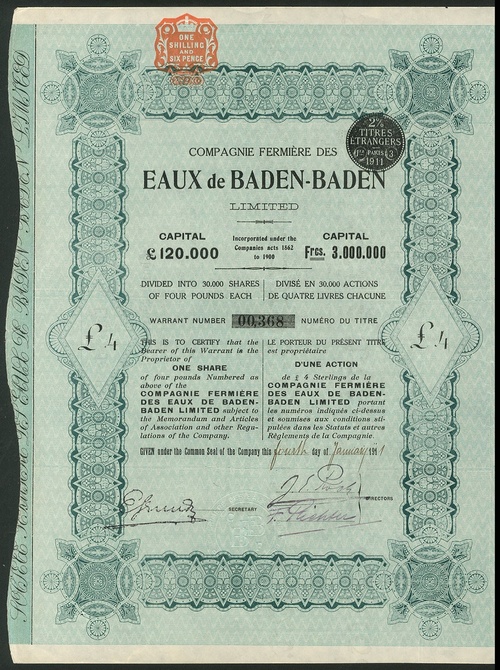 ONE
SHILLING
AND
SIX PENCE
2%
TITRES
ÉTRANGERS
PARIS 3
1911
COMPAGNIE FERMIÈRE DES
EAUX de BADEN-BADEN
LIMITED
CAPITAL
£120.000
Incorporated under the
Companies acts 1862
to 1900
CAPITAL
Frcs. 3.000.000
DIVIDED INTO 30.000 SHARES
OF FOUR POUNDS EACH
DIVISÉ EN 30.000 ACTIONS
DE QUATRE LIVRES CHACUNE
WARRANT NUMBER 00,368 NUMÉRO DU TITRE
£4
£4
THIS IS TO CERTIFY that the
Bearer of this Warrant is the
Proprietor of
ONE SHARE
of four pounds Numbered as
above of the
COMPAGNIE FERMIÈRE
DES EAUX DE BADEN-
BADEN LIMITED subject to
the Memorandum and Articles
of Association and other Regu-
lations of the Company.
LE PORTEUR DU PRÉSENT TITRE
est propriétaire
D'UNE ACTION
de £ 4 Sterlings de la
COMPAGNIE FERMIÈRE
DES EAUX DE BADEN-
BADEN LIMITED portant
les numéros indiqués ci-dessus
et soumises aux conditions sti-
pulées dans les Statuts et autres
Règlements de la Compagnie.
GIVEN under the Common Seal of the Company this fourth day of January 1911
SECRETARY
DIRECTORS